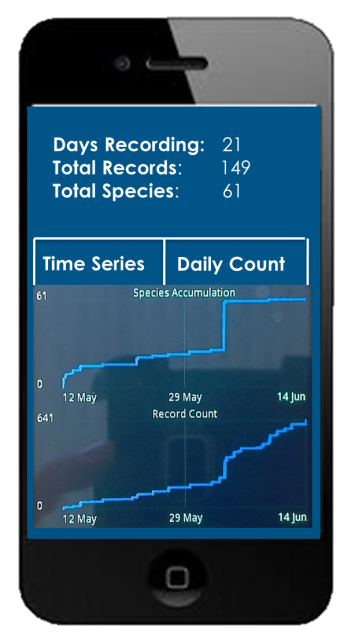 Days Recording: 21
Total Records: 149
Total Species: 61
Time Series
Daily Count
Species Accumulation
61
0
12 May
29 May
14 Jun
Record Count
641
0
12 May
29 May
14 Jun